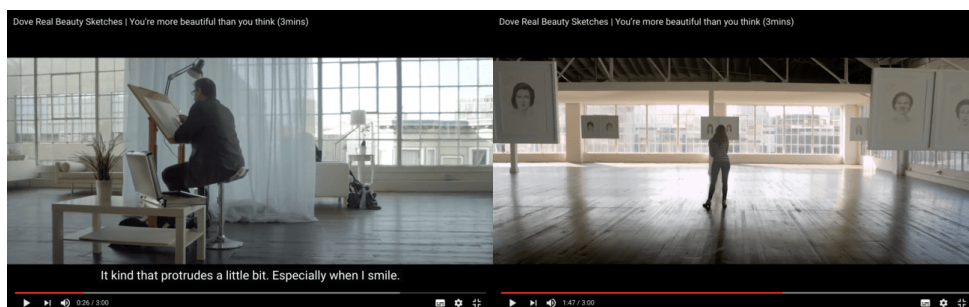 Dove Real Beauty Sketches | You're more beautiful than you think (3mins)
It kind that protrudes a little bit. Especially when I smile.
0:26 / 3:00
Dove Real Beauty Sketches | You're more beautiful than you think (3mins)
1:47 / 3:00